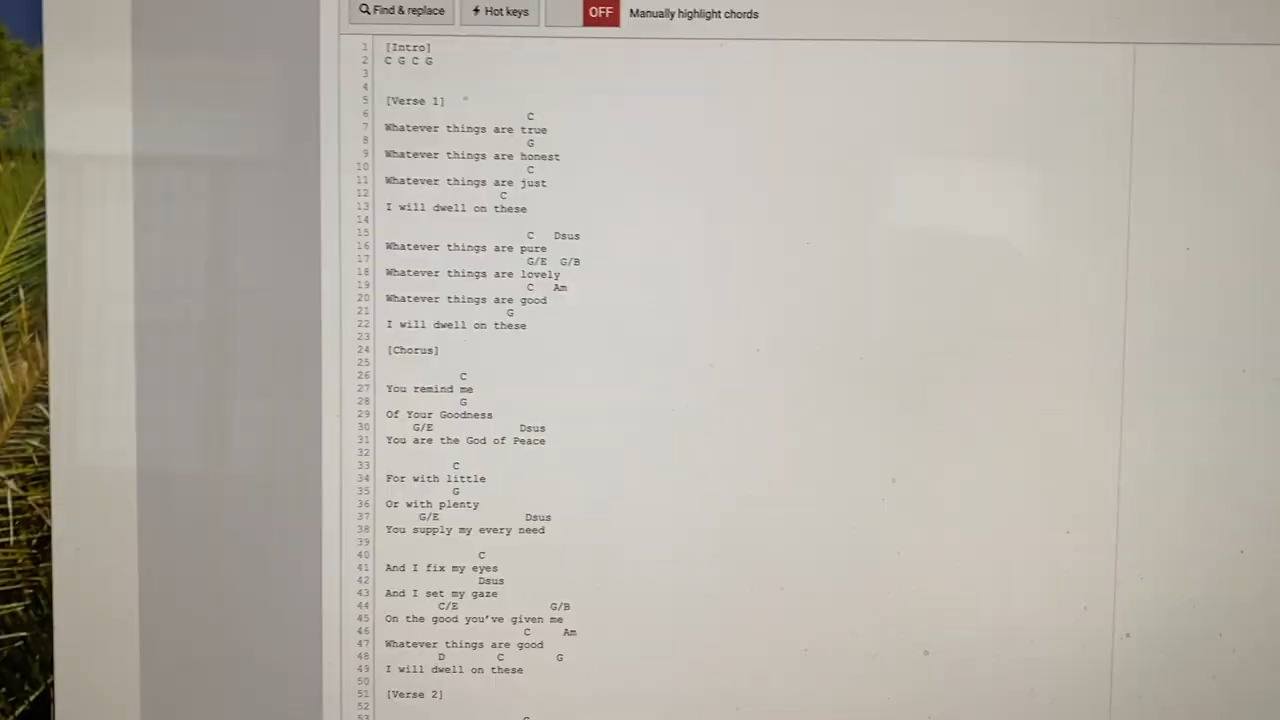 Find & replace Hot keys OFF Manually highlight chords
1 [Intro]
2 C G C G
3
4
5 [Verse 1]
6 C
7 Whatever things are true
8 G
9 Whatever things are honest
10 C
11 Whatever things are just
12 C
13 I will dwell on these
14
15 C Dsus
16 Whatever things are pure
17 G/E G/B
18 Whatever things are lovely
19 C Am
20 Whatever things are good
21 G
22 I will dwell on these
23
24 [Chorus]
25
26 C
27 You remind me
28 G
29 Of Your Goodness
30 G/E Dsus
31 You are the God of Peace
32
33 C
34 For with little
35 G
36 Or with plenty
37 G/E Dsus
38 You supply my every need
39
40 C
41 And I fix my eyes
42 Dsus
43 And I set my gaze
44 C/E G/B
45 On the good you've given me
46 C Am
47 Whatever things are good
48 D C G
49 I will dwell on these
50
51 [Verse 2]
52
53